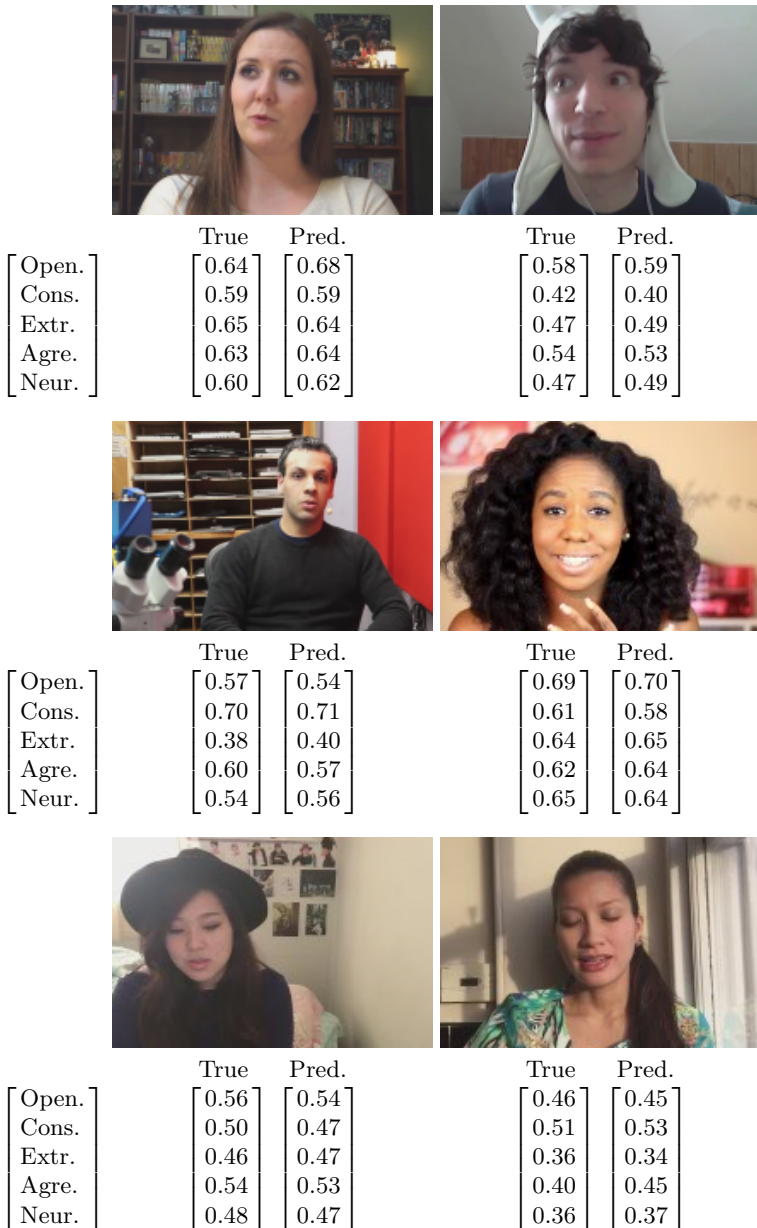 True Pred. True Pred.
Open. 0.64 0.68 0.58 0.59
Cons. 0.59 0.59 0.42 0.40
Extr. 0.65 0.64 0.47 0.49
Agre. 0.63 0.64 0.54 0.53
Neur. 0.60 0.62 0.47 0.49
True Pred. True Pred.
Open. 0.57 0.54 0.69 0.70
Cons. 0.70 0.71 0.61 0.58
Extr. 0.38 0.40 0.64 0.65
Agre. 0.60 0.57 0.62 0.64
Neur. 0.54 0.56 0.65 0.64
True Pred. True Pred.
Open. 0.56 0.54 0.46 0.45
Cons. 0.50 0.47 0.51 0.53
Extr. 0.46 0.47 0.36 0.34
Agre. 0.54 0.53 0.40 0.45
Neur. 0.48 0.47 0.36 0.37